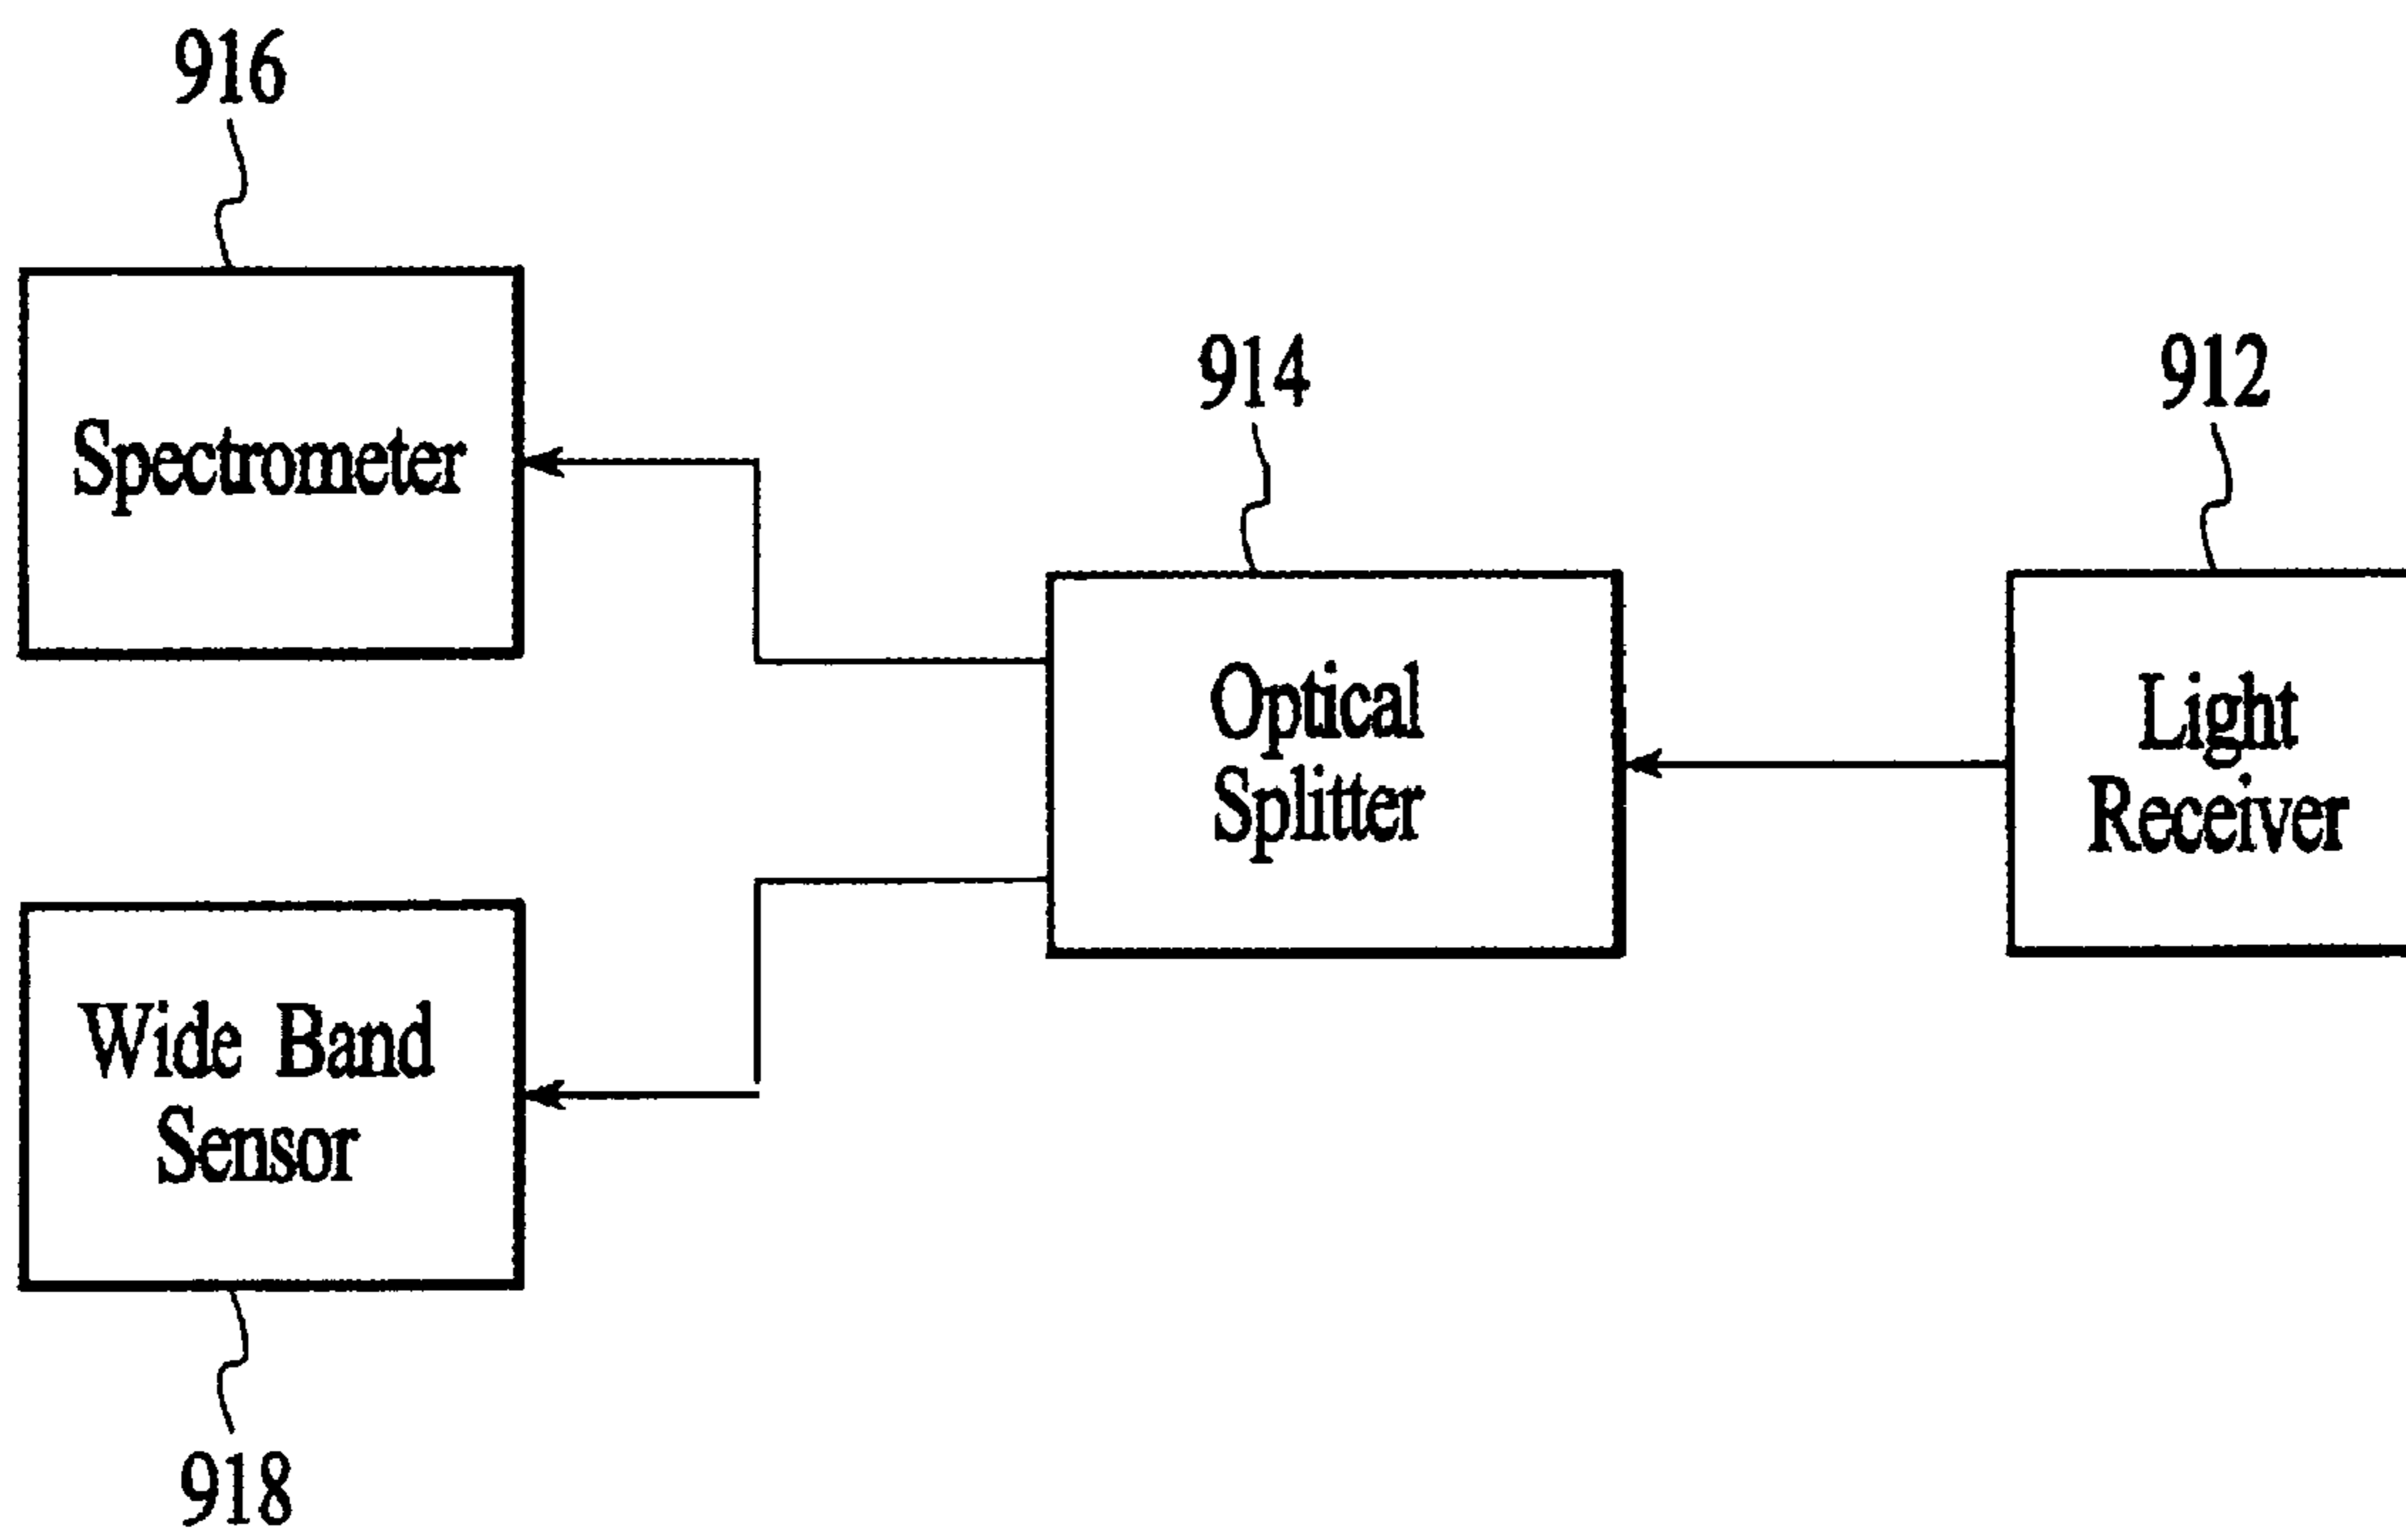 916
Spectrometer
914
912
Optical
Splitter
Light
Receiver
Wide Band
Sensor
918